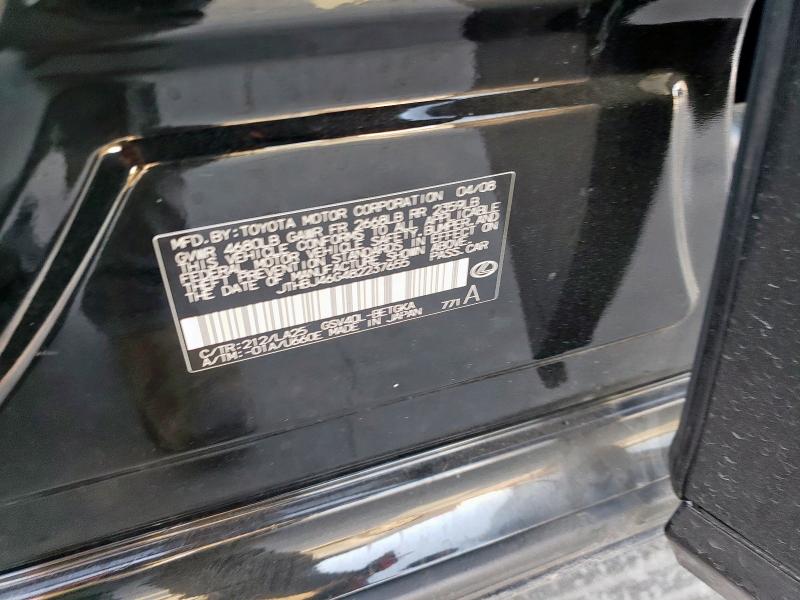 MFD. BY: TOYOTA MOTOR CORPORATION 04/08
GVWR 4680LB GAWR FR 2668LB RR 2359LB
THIS VEHICLE CONFORMS TO ALL APPLICABLE
FEDERAL MOTOR VEHICLE SAFETY, BUMPER, AND
THEFT PREVENTION STANDARDS IN EFFECT ON
THE DATE OF MANUFACTURE SHOWN ABOVE.
PASS. CAR
771 A
C/TR: 212/LA25 GSV40L-BETGKA
A/TM: -01A/U660E MADE IN JAPAN